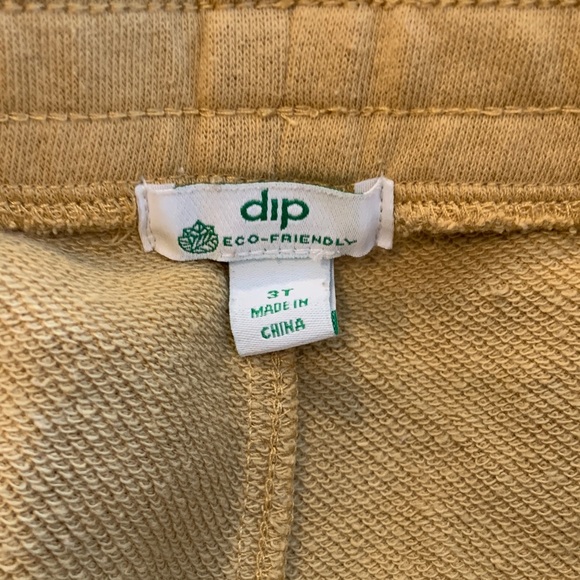 dip
ECO-FRIENDLY
3T
MADE IN
CHINA